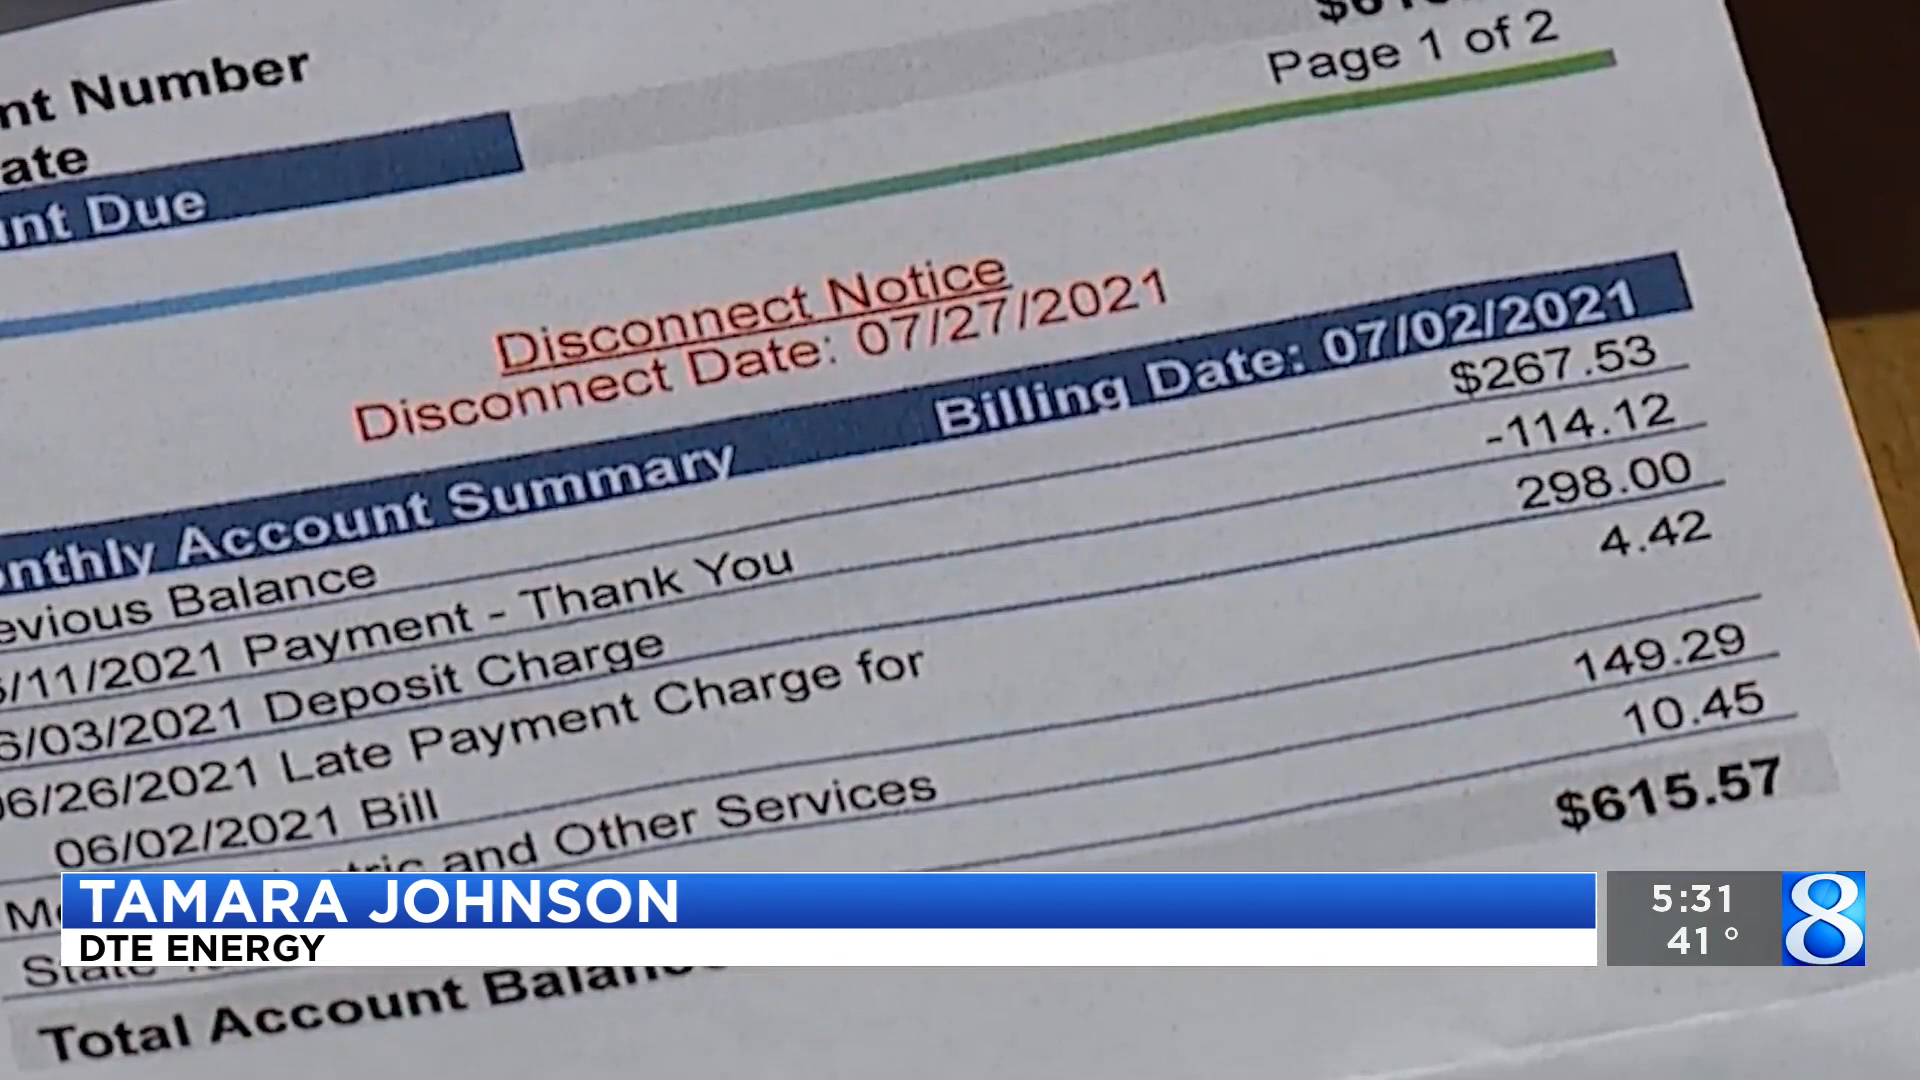 Page 1 of 2
nt Number
ate
nt Due
Disconnect Notice
Disconnect Date: 07/27/2021
nthly Account Summary Billing Date: 07/02/2021
evious Balance $267.53
/11/2021 Payment - Thank You -114.12
6/03/2021 Deposit Charge 298.00
06/26/2021 Late Payment Charge for 4.42
06/02/2021 Bill
tric and Other Services 149.29
State 10.45
Total Account Balance $615.57
TAMARA JOHNSON
DTE ENERGY
5:31
41°
8